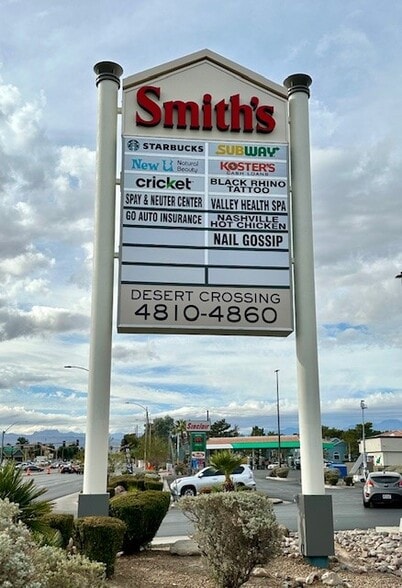 Smith's
STARBUCKS
SUBWAY
New U Natural Beauty
KOSTER'S
CASH LOANS
cricket
BLACK RHINO
TATTOO
SPAY & NEUTER CENTER
VALLEY HEALTH SPA
GO AUTO INSURANCE
NASHVILLE
HOT CHICKEN
NAIL GOSSIP
DESERT CROSSING
4810-4860
Sinclair